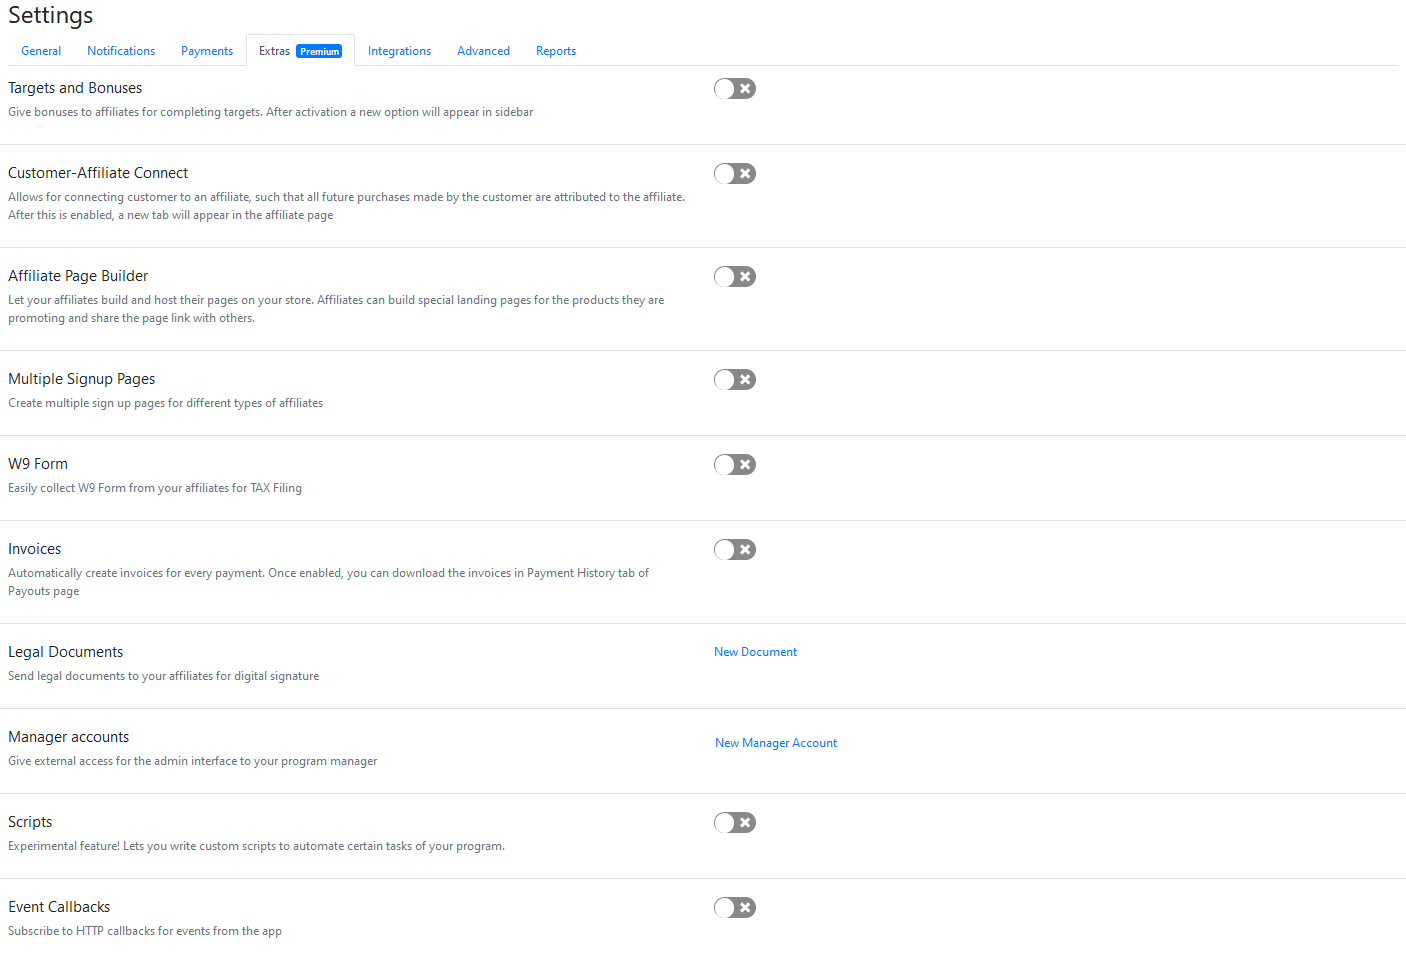 Settings
General Notifications Payments Extras Premium Integrations Advanced Reports
Targets and Bonuses
Give bonuses to affiliates for completing targets. After activation a new option will appear in sidebar
Customer-Affiliate Connect
Allows for connecting customer to an affiliate, such that all future purchases made by the customer are attributed to the affiliate.
After this is enabled, a new tab will appear in the affiliate page
Affiliate Page Builder
Let your affiliates build and host their pages on your store. Affiliates can build special landing pages for the products they are
promoting and share the page link with others.
Multiple Signup Pages
Create multiple sign up pages for different types of affiliates
W9 Form
Easily collect W9 Form from your affiliates for TAX Filing
Invoices
Automatically create invoices for every payment. Once enabled, you can download the invoices in Payment History tab of
Payouts page
Legal Documents
New Document
Send legal documents to your affiliates for digital signature
Manager accounts
New Manager Account
Give external access for the admin interface to your program manager
Scripts
Experimental feature! Lets you write custom scripts to automate certain tasks of your program.
Event Callbacks
Subscribe to HTTP callbacks for events from the app